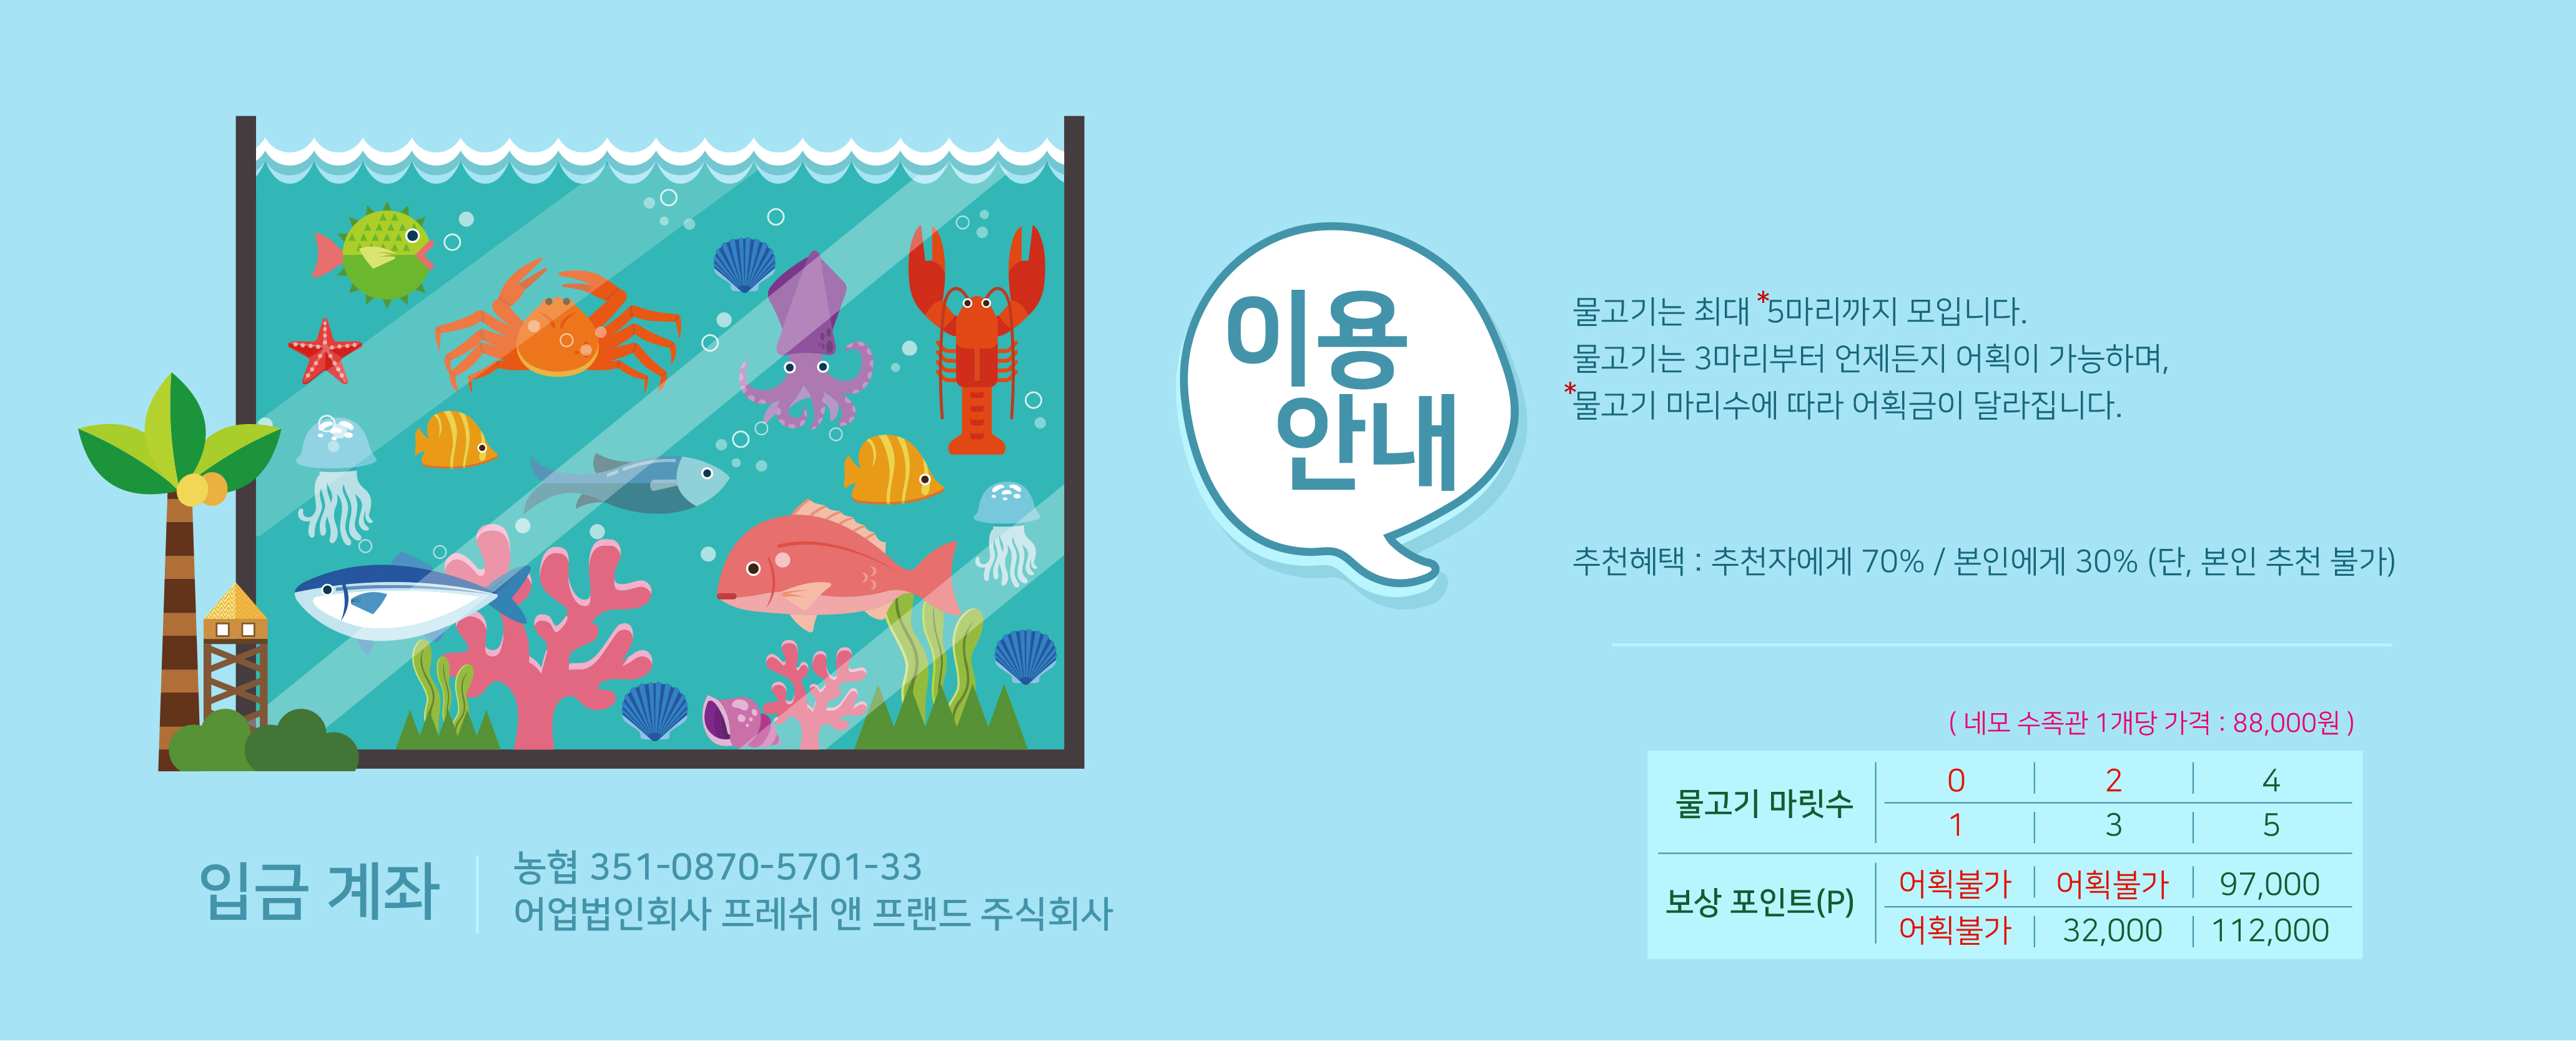 이용
안내
물고기는 최대 *5마리까지 모입니다.
물고기는 3마리부터 언제든지 어획이 가능하며,
*물고기 마리수에 따라 어획금이 달라집니다.
추천혜택 : 추천자에게 70% / 본인에게 30% (단, 본인 추천 불가)
( 네모 수족관 1개당 가격 : 88,000원 )
물고기 마릿수
0 2 4
1 3 5
보상 포인트(P)
어획불가 어획불가 97,000
어획불가 32,000 112,000
입금 계좌
농협 351-0870-5701-33
어업법인회사 프레쉬 앤 프랜드 주식회사